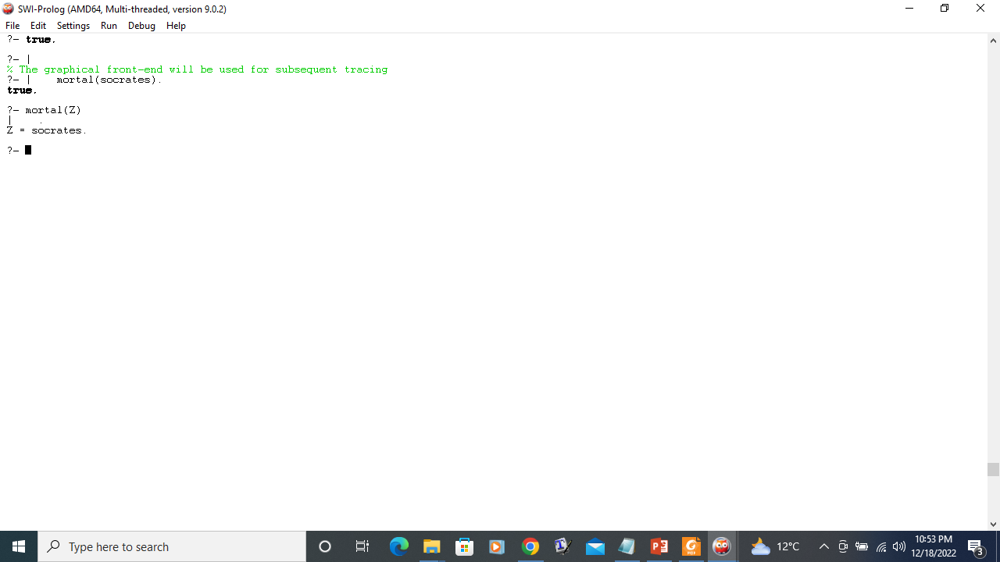 SWI-Prolog (AMD64, Multi-threaded, version 9.0.2)
File Edit Settings Run Debug Help
?- true.
?- |
% The graphical front-end will be used for subsequent tracing
?- |    mortal(socrates).
true.
?- mortal(Z)
|    .
Z = socrates.
?-
Type here to search
12°C
10:53 PM
12/18/2022
3